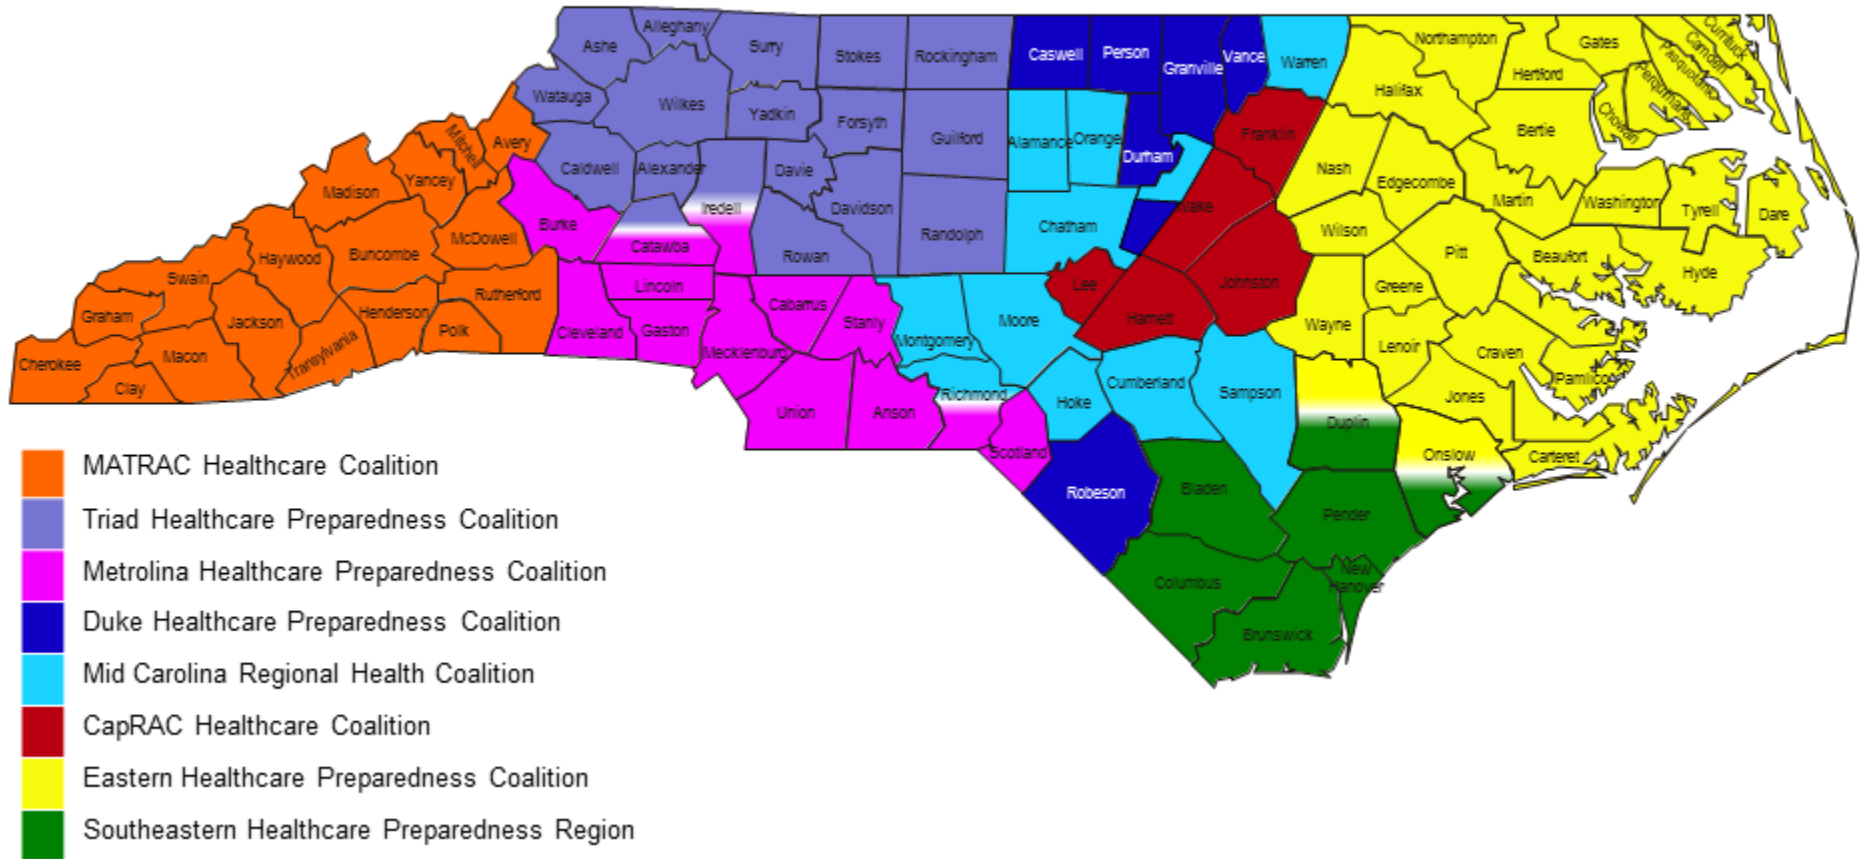 Ashe
Alleghany
Surry
Stokes
Rockingham
Caswell
Person
Granville
Vance
Warren
Northampton
Gates
Currituck
Camden
Pasquotank
Perquimans
Chowan
Hertford
Halifax
Bertie
Watauga
Wilkes
Yadkin
Forsyth
Guilford
Alamance
Orange
Durham
Franklin
Nash
Edgecombe
Martin
Washington
Tyrell
Dare
Mitchell
Avery
Caldwell
Alexander
Iredell
Davie
Davidson
Randolph
Chatham
Wake
Wilson
Pitt
Beaufort
Hyde
Madison
Yancey
McDowell
Burke
Catawba
Rowan
Lee
Johnston
Greene
Swain
Haywood
Buncombe
Rutherford
Lincoln
Cabarrus
Stanly
Montgomery
Moore
Harnett
Wayne
Lenoir
Craven
Pamlico
Graham
Jackson
Henderson
Polk
Cleveland
Gaston
Mecklenburg
Cherokee
Macon
Clay
Transylvania
Union
Anson
Richmond
Scotland
Hoke
Cumberland
Sampson
Duplin
Jones
Onslow
Carteret
Robeson
Bladen
Pender
Columbus
New
Hanover
Brunswick
MATRAC Healthcare Coalition
Triad Healthcare Preparedness Coalition
Metrolina Healthcare Preparedness Coalition
Duke Healthcare Preparedness Coalition
Mid Carolina Regional Health Coalition
CapRAC Healthcare Coalition
Eastern Healthcare Preparedness Coalition
Southeastern Healthcare Preparedness Region